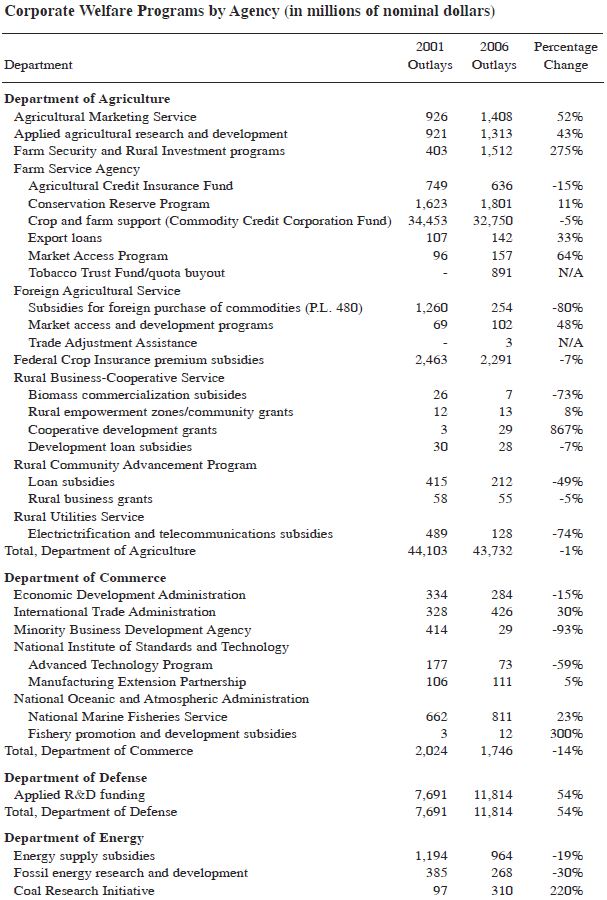 Corporate Welfare Programs by Agency (in millions of nominal dollars)
2001 2006 Percentage
Department Outlays Outlays Change
Department of Agriculture
Agricultural Marketing Service 926 1,408 52%
Applied agricultural research and development 921 1,313 43%
Farm Security and Rural Investment programs 403 1,512 275%
Farm Service Agency
Agricultural Credit Insurance Fund 749 636 -15%
Conservation Reserve Program 1,623 1,801 11%
Crop and farm support (Commodity Credit Corporation Fund) 34,453 32,750 -5%
Export loans 107 142 33%
Market Access Program 96 157 64%
Tobacco Trust Fund/quota buyout - 891 N/A
Foreign Agricultural Service
Subsidies for foreign purchase of commodities (P.L. 480) 1,260 254 -80%
Market access and development programs 69 102 48%
Trade Adjustment Assistance - 3 N/A
Federal Crop Insurance premium subsidies 2,463 2,291 -7%
Rural Business-Cooperative Service
Biomass commercialization subisides 26 7 -73%
Rural empowerment zones/community grants 12 13 8%
Cooperative development grants 3 29 867%
Development loan subsidies 30 28 -7%
Rural Community Advancement Program
Loan subsidies 415 212 -49%
Rural business grants 58 55 -5%
Rural Utilities Service
Electrictrification and telecommunications subsidies 489 128 -74%
Total, Department of Agriculture 44,103 43,732 -1%
Department of Commerce
Economic Development Administration 334 284 -15%
International Trade Administration 328 426 30%
Minority Business Development Agency 414 29 -93%
National Institute of Standards and Technology
Advanced Technology Program 177 73 -59%
Manufacturing Extension Partnership 106 111 5%
National Oceanic and Atmospheric Administration
National Marine Fisheries Service 662 811 23%
Fishery promotion and development subsidies 3 12 300%
Total, Department of Commerce 2,024 1,746 -14%
Department of Defense
Applied R&D funding 7,691 11,814 54%
Total, Department of Defense 7,691 11,814 54%
Department of Energy
Energy supply subsidies 1,194 964 -19%
Fossil energy research and development 385 268 -30%
Coal Research Initiative 97 310 220%